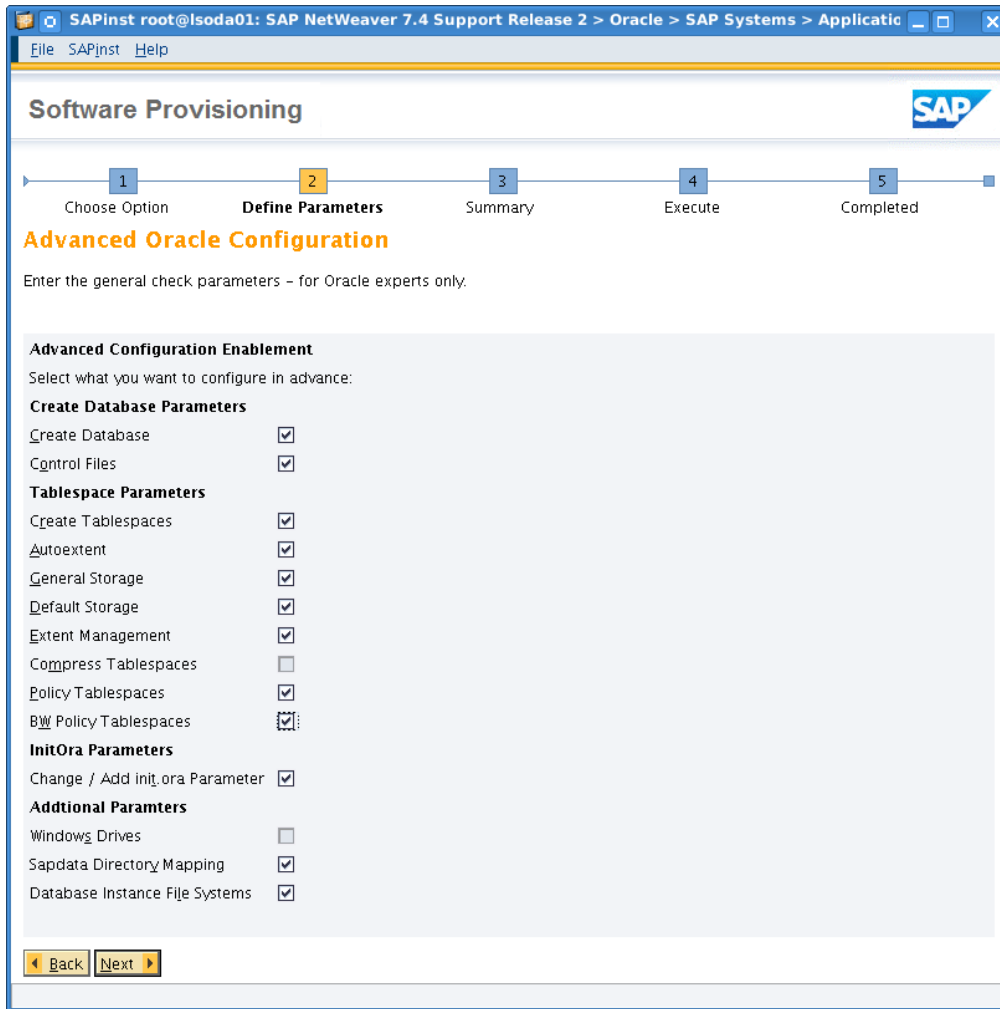 SAPinst root@lsoda01: SAP NetWeaver 7.4 Support Release 2 > Oracle > SAP Systems > Applicatio
File SAPinst Help
Software Provisioning
SAP
1 2 3 4 5
Choose Option Define Parameters Summary Execute Completed
Advanced Oracle Configuration
Enter the general check parameters – for Oracle experts only.
Advanced Configuration Enablement
Select what you want to configure in advance:
Create Database Parameters
Create Database
Control Files
Tablespace Parameters
Create Tablespaces
Autoextent
General Storage
Default Storage
Extent Management
Compress Tablespaces
Policy Tablespaces
BW Policy Tablespaces
InitOra Parameters
Change / Add init.ora Parameter
Addtional Paramters
Windows Drives
Sapdata Directory Mapping
Database Instance File Systems
Back Next